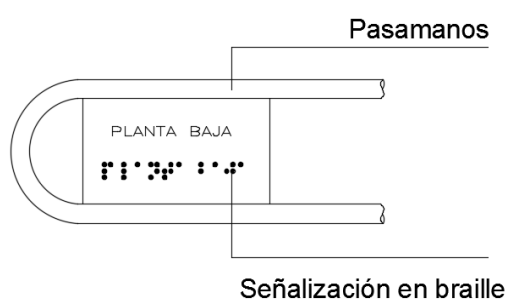 Pasamanos
PLANTA BAJA
⠏⠇⠁⠝⠞⠁ ⠃⠁⠚⠁
Señalización en braille